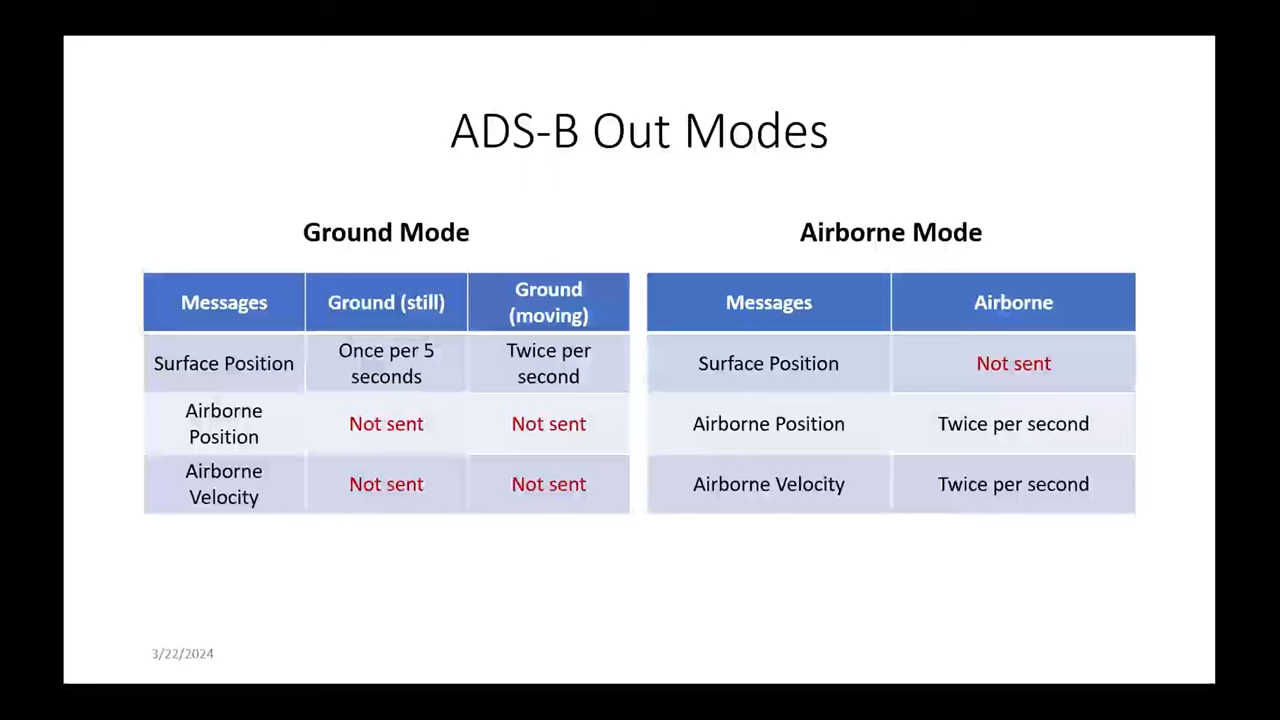 ADS-B Out Modes
Ground Mode
Messages
Ground (still)
Ground
(moving)
Surface Position
Once per 5
seconds
Twice per
second
Airborne
Position
Not sent
Not sent
Airborne
Velocity
Not sent
Not sent
Airborne Mode
Messages
Airborne
Surface Position
Not sent
Airborne Position
Twice per second
Airborne Velocity
Twice per second
3/22/2024